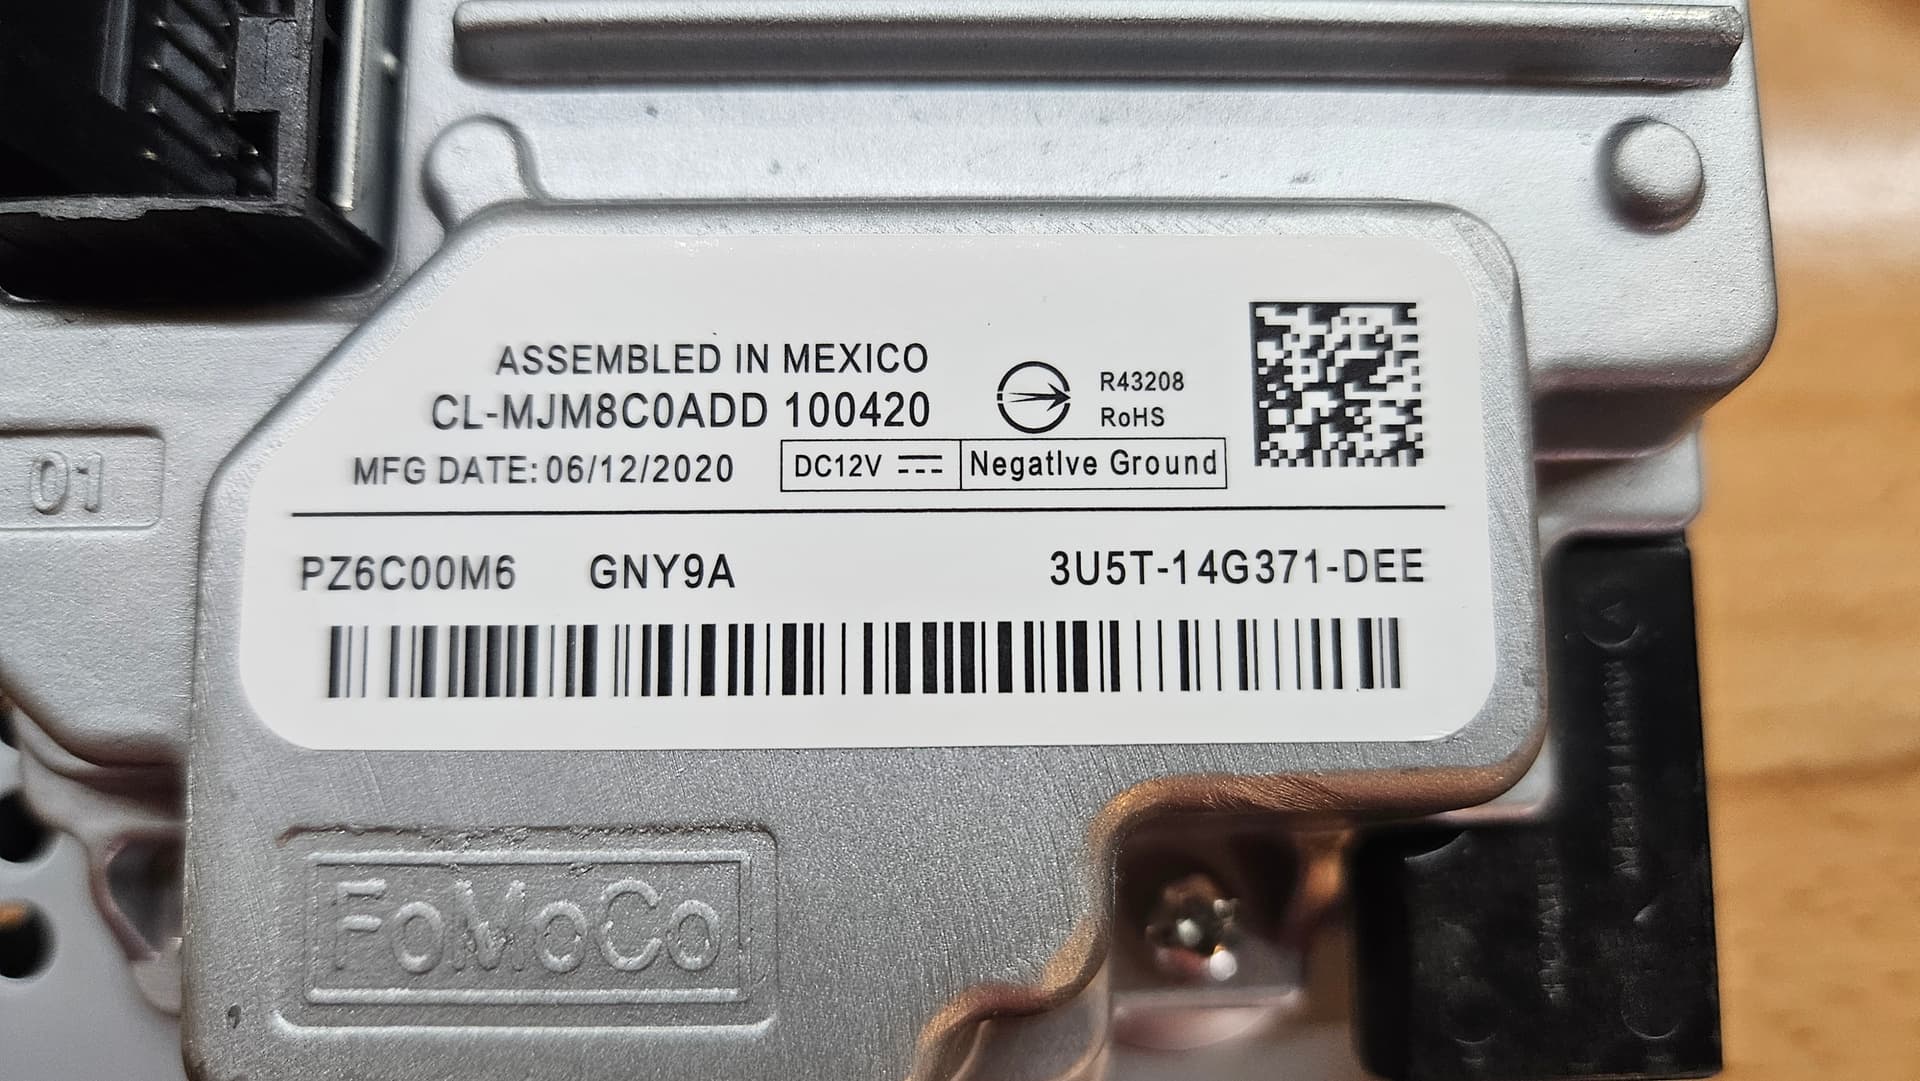 ASSEMBLED IN MEXICO
CL-MJM8C0ADD 100420
MFG DATE: 06/12/2020
R43208
RoHS
DC12V
Negative Ground
PZ6C00M6 GNY9A 3U5T-14G371-DEE
01
FoMoCo